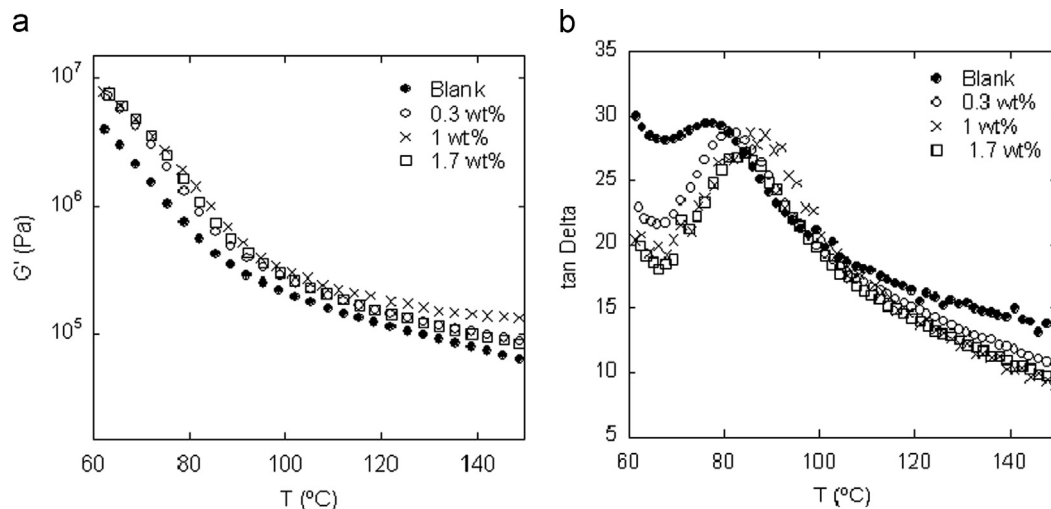 a
10⁷
10⁶
10⁵
G' (Pa)
60
80
100
120
140
T (ºC)
Blank
0.3 wt%
1 wt%
1.7 wt%
b
35
30
25
20
15
10
5
tan Delta
60
80
100
120
140
T (ºC)
Blank
0.3 wt%
1 wt%
1.7 wt%